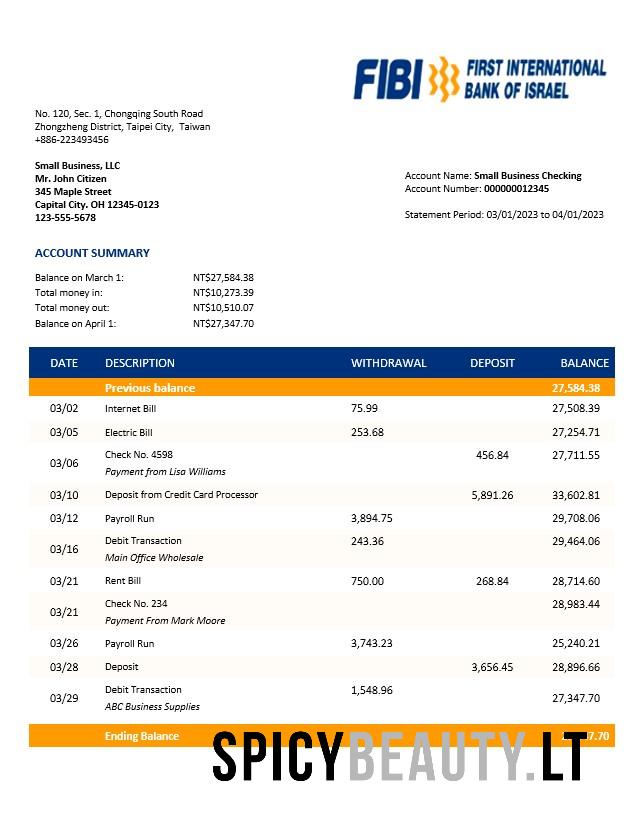 FIBI FIRST INTERNATIONAL
BANK OF ISRAEL
No. 120, Sec. 1, Chongqing South Road
Zhongzheng District, Taipei City, Taiwan
+886-223493456
Small Business, LLC
Mr. John Citizen
345 Maple Street
Capital City. OH 12345-0123
123-555-5678
Account Name: Small Business Checking
Account Number: 000000012345
Statement Period: 03/01/2023 to 04/01/2023
ACCOUNT SUMMARY
Balance on March 1: NT$27,584.38
Total money in: NT$10,273.39
Total money out: NT$10,510.07
Balance on April 1: NT$27,347.70
DATE DESCRIPTION WITHDRAWAL DEPOSIT BALANCE
Previous balance 27,584.38
03/02 Internet Bill 75.99 27,508.39
03/05 Electric Bill 253.68 27,254.71
03/06 Check No. 4598 456.84 27,711.55
Payment from Lisa Williams
03/10 Deposit from Credit Card Processor 5,891.26 33,602.81
03/12 Payroll Run 3,894.75 29,708.06
03/16 Debit Transaction 243.36 29,464.06
Main Office Wholesale
03/21 Rent Bill 750.00 268.84 28,714.60
03/21 Check No. 234 28,983.44
Payment From Mark Moore
03/26 Payroll Run 3,743.23 25,240.21
03/28 Deposit 3,656.45 28,896.66
03/29 Debit Transaction 1,548.96 27,347.70
ABC Business Supplies
Ending Balance
SPICYBEAUTY.LT